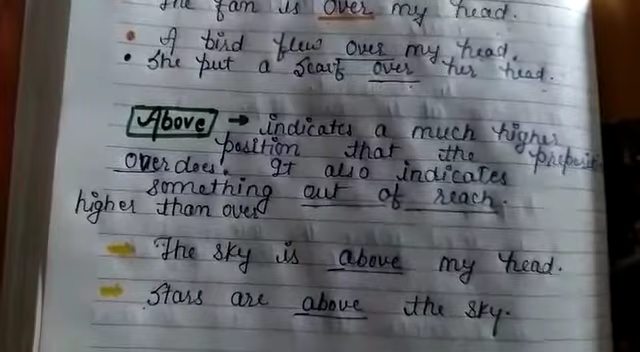 The fan is over my head.
A bird flew over my head.
She put a scarf over her head.
Above → indicates a much higher
position that the preposit
over does. It also indicates
something out of reach.
higher than over
The sky is above my head.
Stars are above the sky.